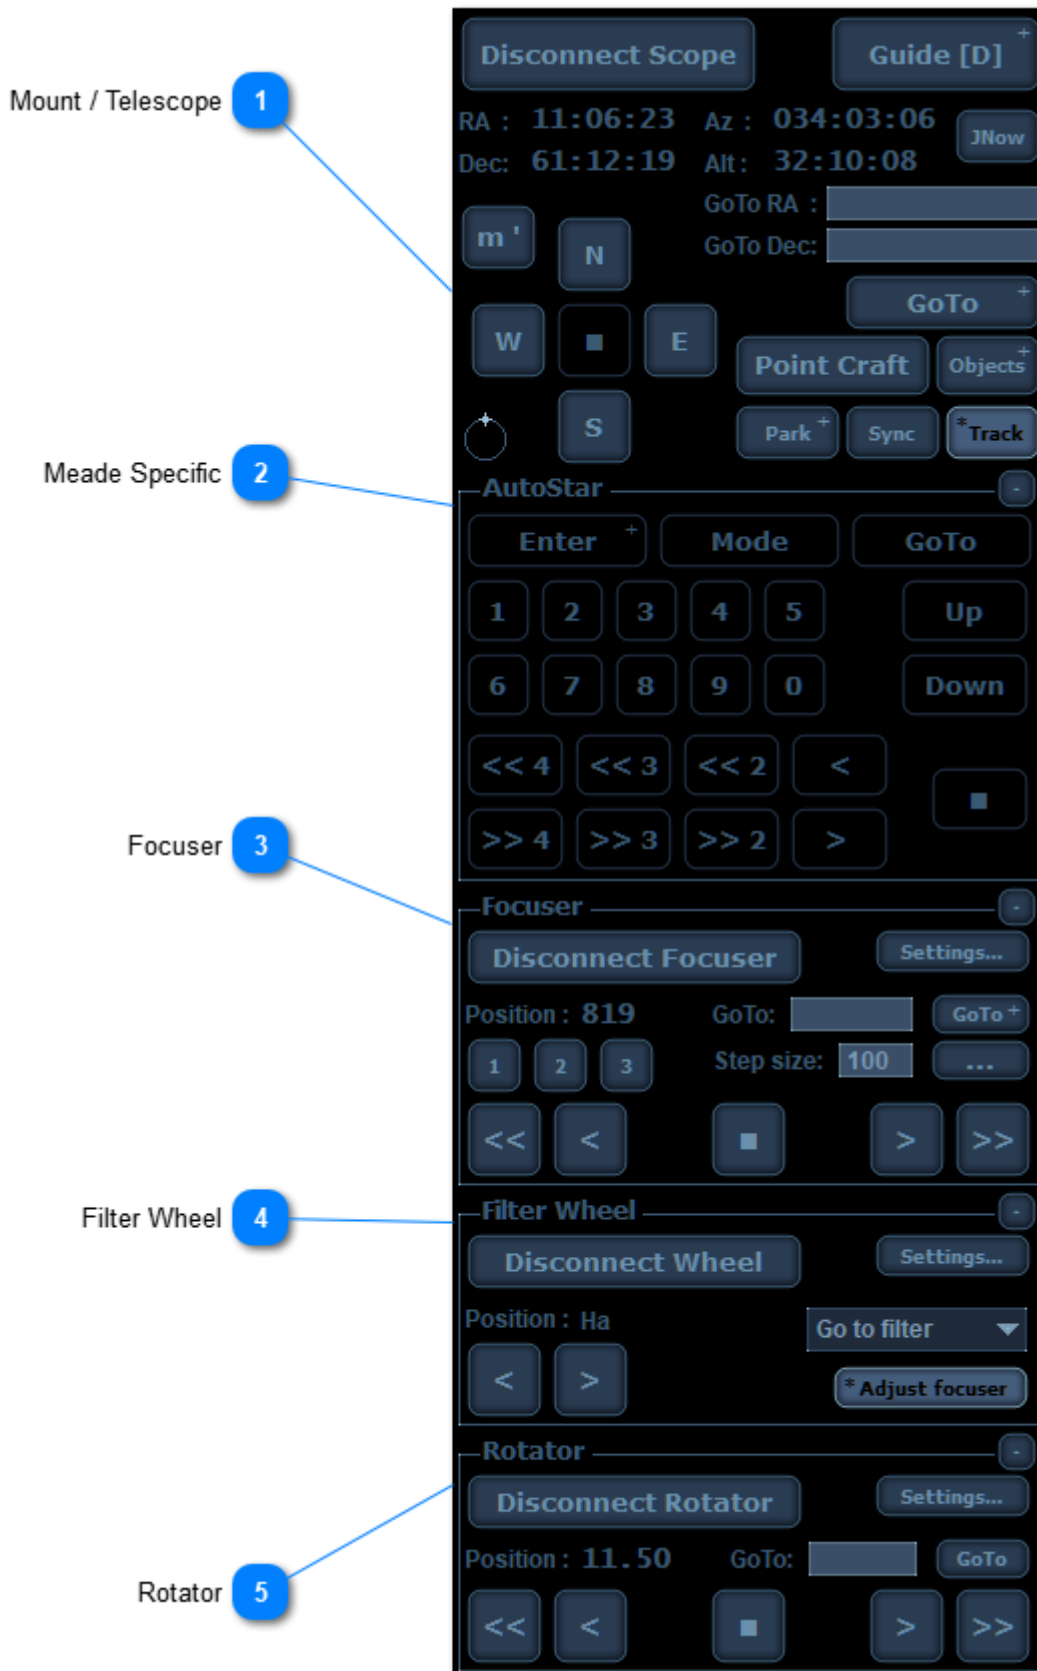 Disconnect Scope Guide [D] +
Mount / Telescope 1
RA : 11:06:23 Az : 034:03:06 JNow
Dec: 61:12:19 Alt : 32:10:08
GoTo RA :
m ' N GoTo Dec:
GoTo +
W ■ E Point Craft Objects +
S Park + Sync *Track
Meade Specific 2
AutoStar -
Enter + Mode GoTo
1 2 3 4 5 Up
6 7 8 9 0 Down
<< 4 << 3 << 2 <
■
>> 4 >> 3 >> 2 >
Focuser 3
Focuser -
Disconnect Focuser Settings...
Position : 819 GoTo: GoTo +
1 2 3 Step size: 100 ...
<< < ■ > >>
Filter Wheel 4
Filter Wheel -
Disconnect Wheel Settings...
Position : Ha Go to filter
< > *Adjust focuser
Rotator -
Disconnect Rotator Settings...
Position : 11.50 GoTo: GoTo
Rotator 5
<< < ■ > >>